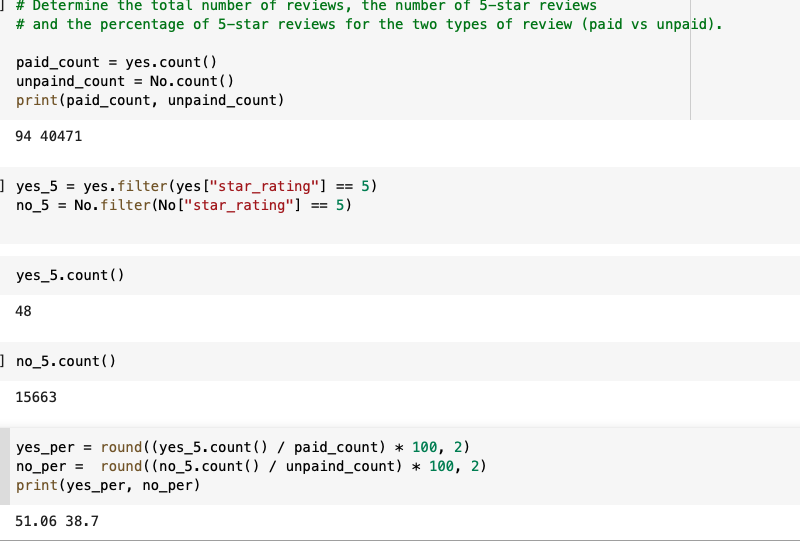 ] # Determine the total number of reviews, the number of 5-star reviews
# and the percentage of 5-star reviews for the two types of review (paid vs unpaid).
paid_count = yes.count()
unpaind_count = No.count()
print(paid_count, unpaind_count)
94 40471
] yes_5 = yes.filter(yes["star_rating"] == 5)
no_5 = No.filter(No["star_rating"] == 5)
yes_5.count()
48
] no_5.count()
15663
yes_per = round((yes_5.count() / paid_count) * 100, 2)
no_per =  round((no_5.count() / unpaind_count) * 100, 2)
print(yes_per, no_per)
51.06 38.7